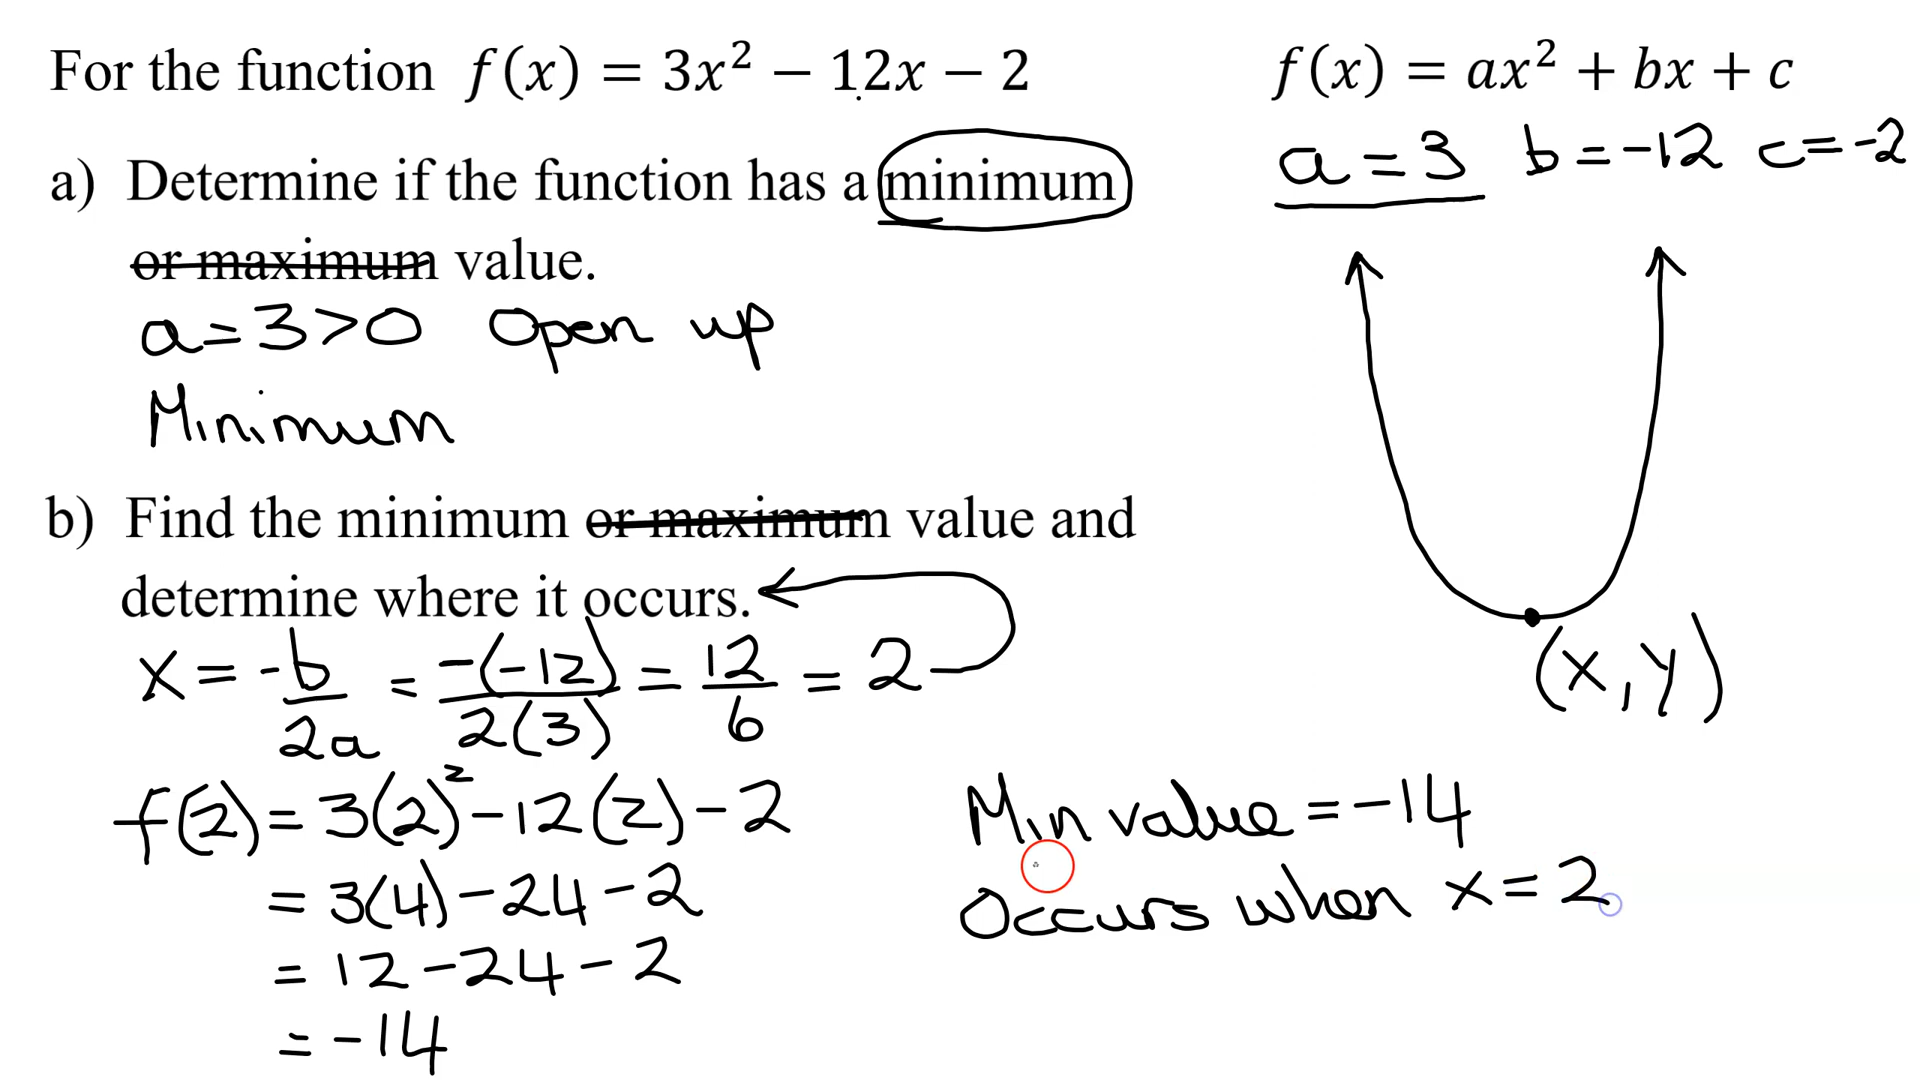 For the function f(x) = 3x² − 12x − 2
a) Determine if the function has a minimum
or maximum value.
a = 3 > 0 Open up
Minimum
b) Find the minimum or maximum value and
determine where it occurs.
x = -b/2a = -(-12)/2(3) = 12/6 = 2
f(2) = 3(2)² - 12(2) - 2
= 3(4) - 24 - 2
= 12 - 24 - 2
= -14
f(x) = ax² + bx + c
a = 3 b = -12 c = -2
(x, y)
Min value = -14
Occurs when x = 2